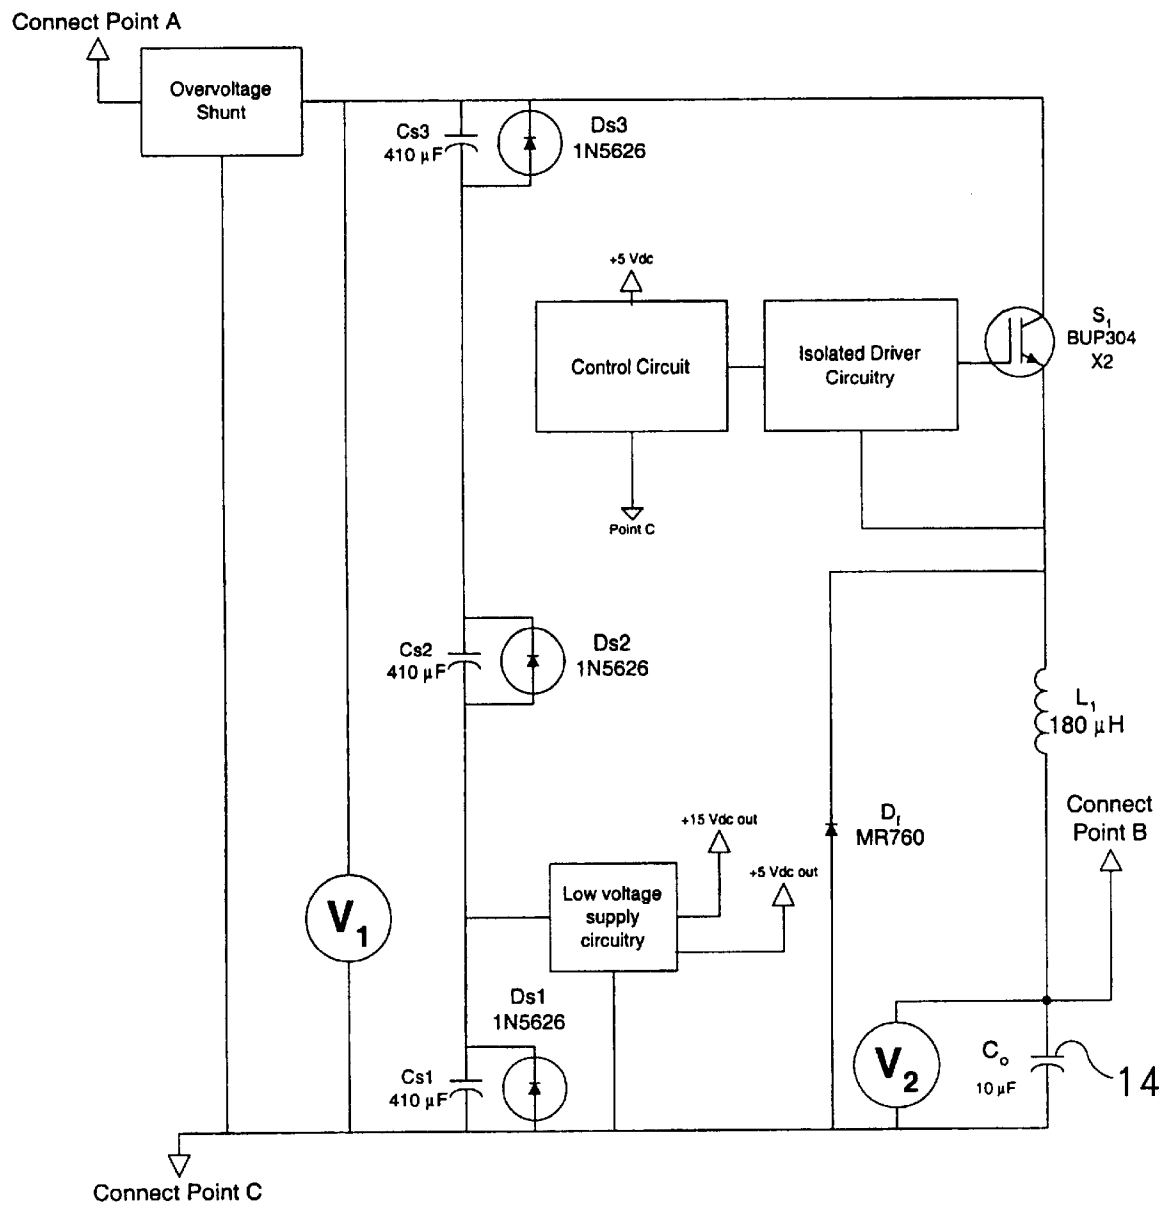 Connect Point A
Overvoltage
Shunt
Cs3
410 µF
Ds3
1N5626
+5 Vdc
Control Circuit
Isolated Driver
Circuitry
S1
BUP304
X2
Point C
Cs2
410 µF
Ds2
1N5626
L1
180 µH
Connect
Point B
Df
MR760
+15 Vdc out
+5 Vdc out
Low voltage
supply
circuitry
V1
Ds1
1N5626
Cs1
410 µF
V2
Co
10 µF
14
Connect Point C